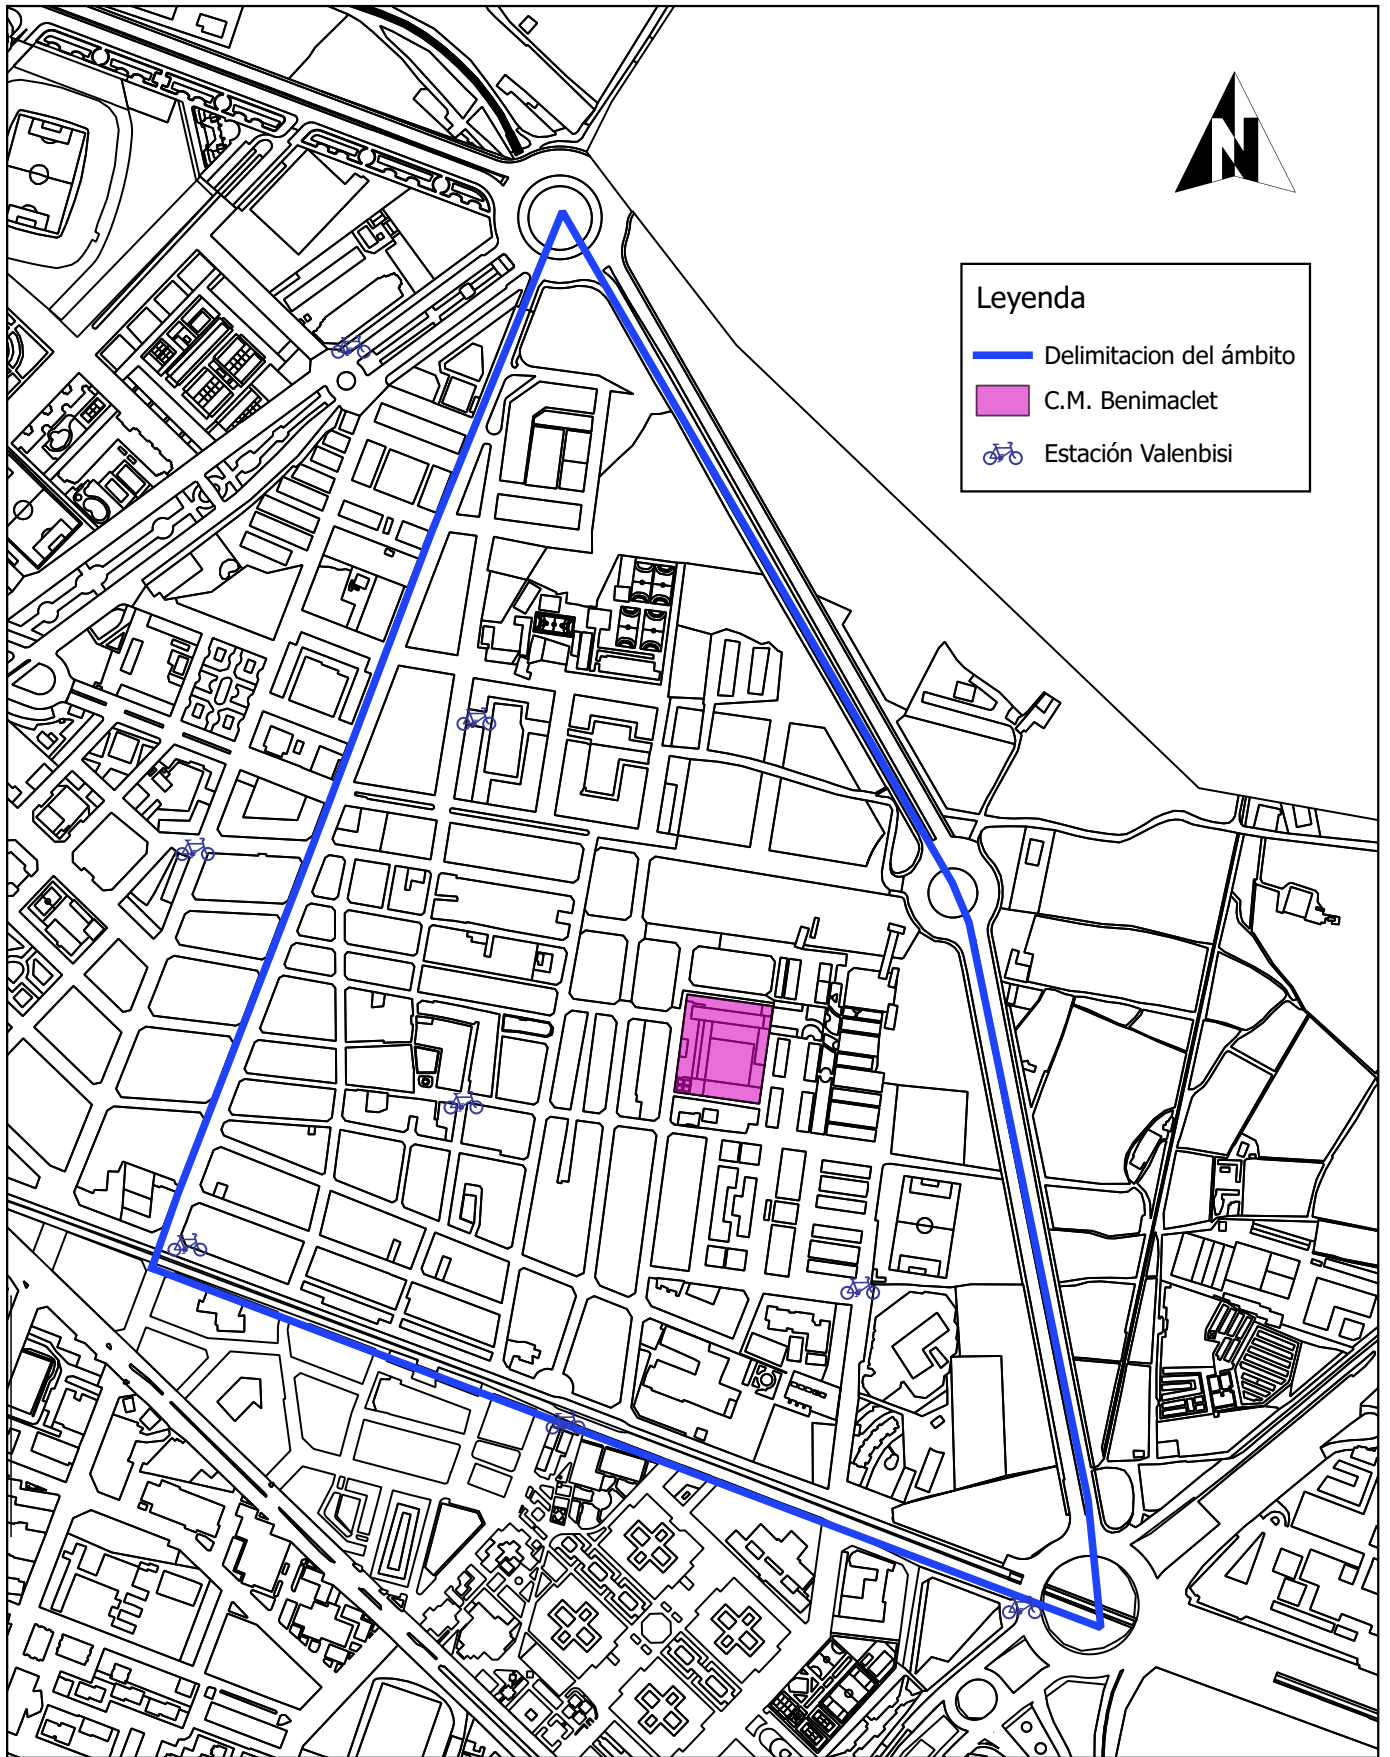 N
Leyenda
Delimitacion del ámbito
C.M. Benimaclet
Estación Valenbisi